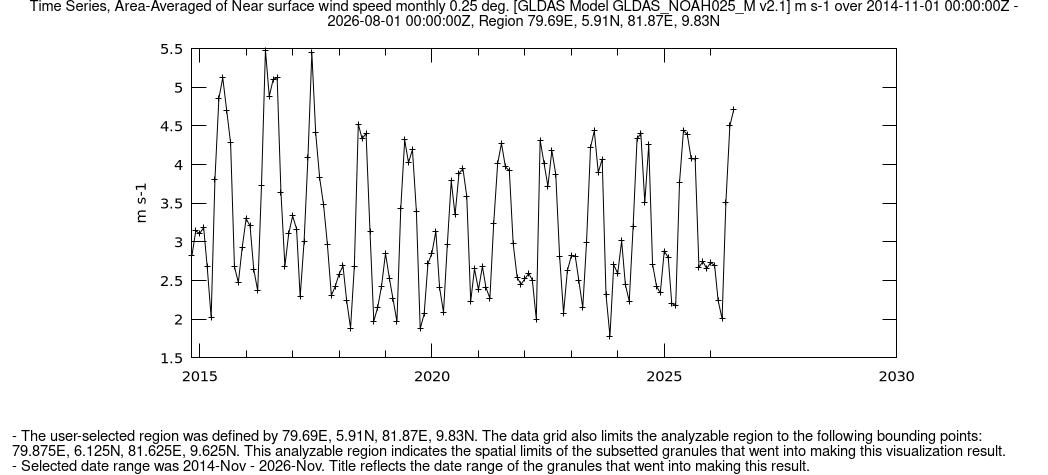 Time Series, Area-Averaged of Near surface wind speed monthly 0.25 deg. [GLDAS Model GLDAS_NOAH025_M v2.1] m s-1 over 2014-11-01 00:00:00Z -
2026-08-01 00:00:00Z, Region 79.69E, 5.91N, 81.87E, 9.83N
5.5
5
4.5
4
3.5
3
2.5
2
1.5
m s-1
2015 2020 2025 2030
- The user-selected region was defined by 79.69E, 5.91N, 81.87E, 9.83N. The data grid also limits the analyzable region to the following bounding points:
79.875E, 6.125N, 81.625E, 9.625N. This analyzable region indicates the spatial limits of the subsetted granules that went into making this visualization result.
- Selected date range was 2014-Nov - 2026-Nov. Title reflects the date range of the granules that went into making this result.